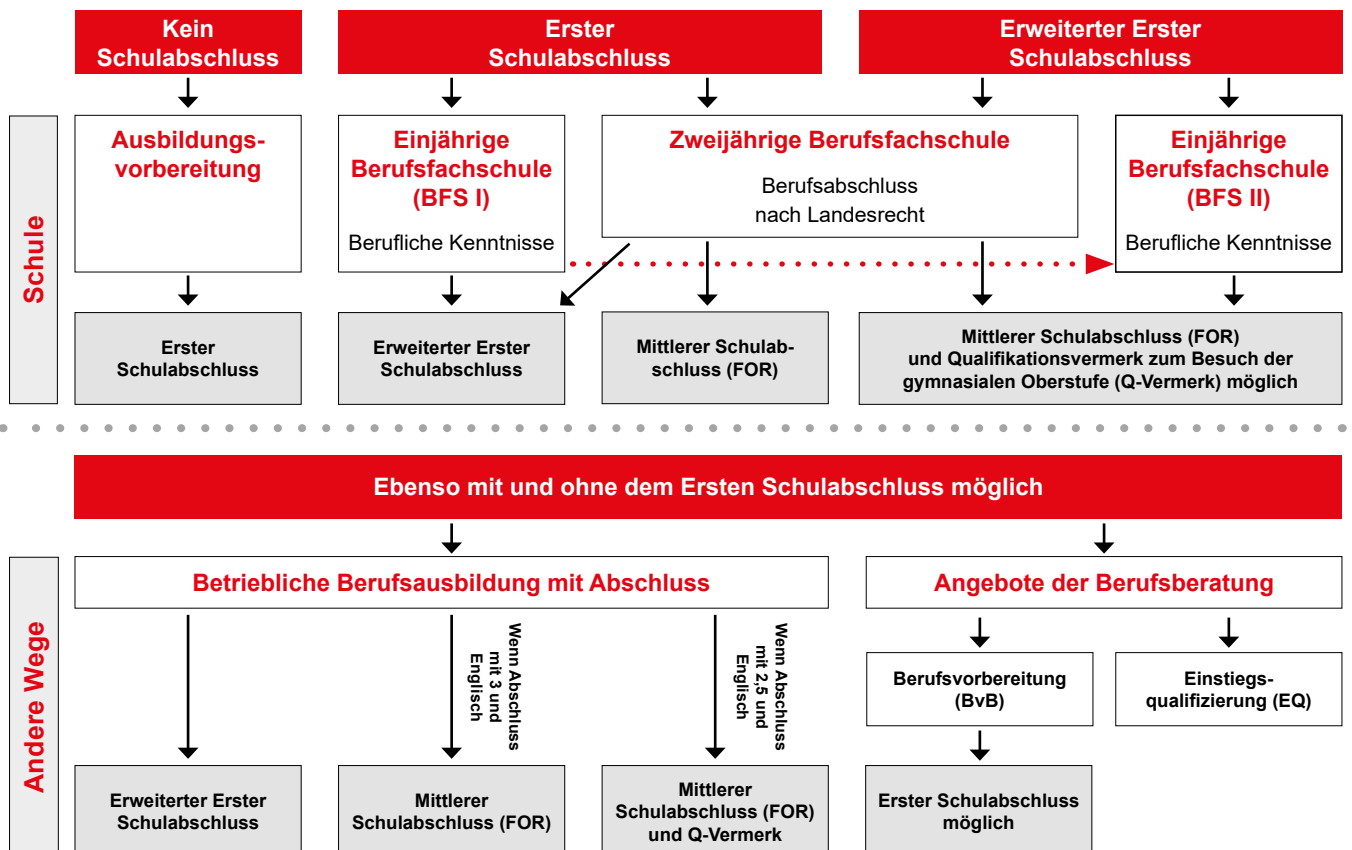 Kein
Schulabschluss
Erster
Schulabschluss
Erweiterter Erster
Schulabschluss
Schule
Ausbildungs-
vorbereitung
Einjährige
Berufsfachschule
(BFS I)
Berufliche Kenntnisse
Zweijährige Berufsfachschule
Berufsabschluss
nach Landesrecht
Einjährige
Berufsfachschule
(BFS II)
Berufliche Kenntnisse
Erster
Schulabschluss
Erweiterter Erster
Schulabschluss
Mittlerer Schulab-
schluss (FOR)
Mittlerer Schulabschluss (FOR)
und Qualifikationsvermerk zum Besuch der
gymnasialen Oberstufe (Q-Vermerk) möglich
Ebenso mit und ohne dem Ersten Schulabschluss möglich
Andere Wege
Betriebliche Berufsausbildung mit Abschluss
Angebote der Berufsberatung
Wenn Abschluss
mit 3 und
Englisch
Wenn Abschluss
mit 2,5 und
Englisch
Berufsvorbereitung
(BvB)
Einstiegs-
qualifizierung (EQ)
Erweiterter Erster
Schulabschluss
Mittlerer
Schulabschluss (FOR)
Mittlerer
Schulabschluss (FOR)
und Q-Vermerk
Erster Schulabschluss
möglich